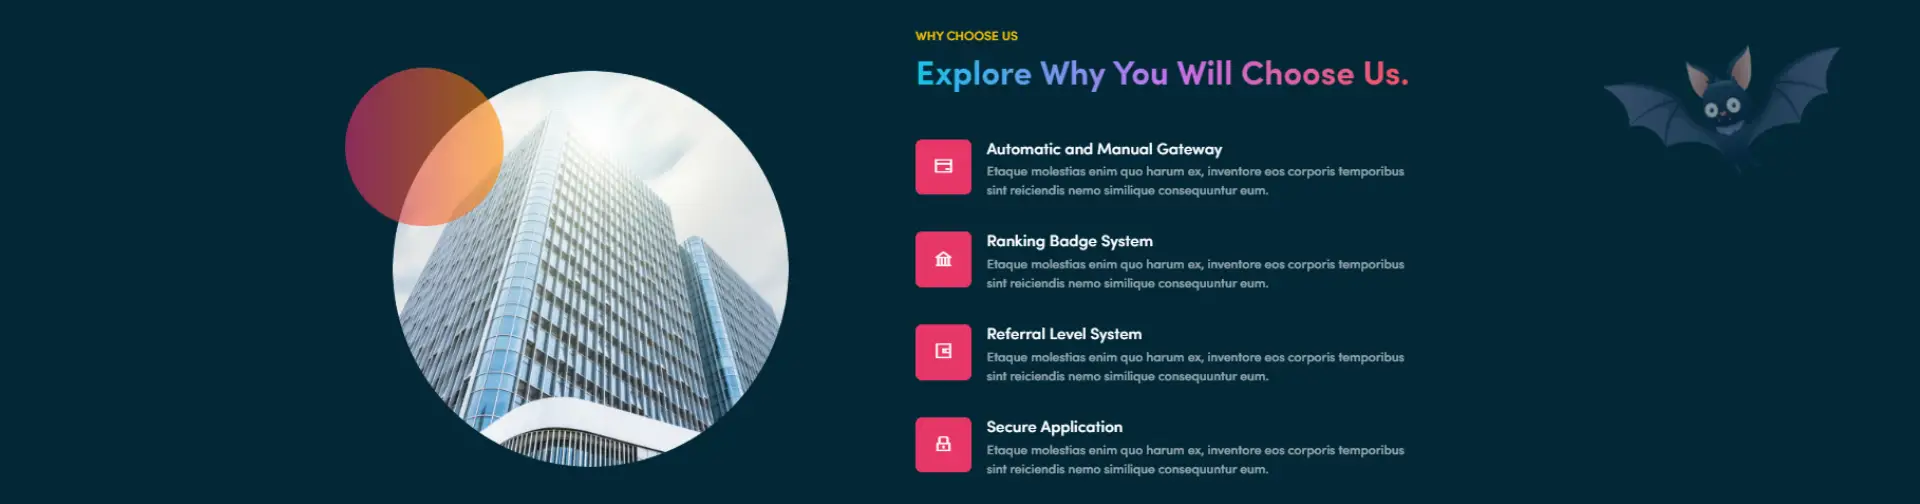 WHY CHOOSE US
Explore Why You Will Choose Us.
Automatic and Manual Gateway
Etaque molestias enim quo harum ex, inventore eos corporis temporibus
sint reiciendis nemo similique consequuntur eum.
Ranking Badge System
Etaque molestias enim quo harum ex, inventore eos corporis temporibus
sint reiciendis nemo similique consequuntur eum.
Referral Level System
Etaque molestias enim quo harum ex, inventore eos corporis temporibus
sint reiciendis nemo similique consequuntur eum.
Secure Application
Etaque molestias enim quo harum ex, inventore eos corporis temporibus
sint reiciendis nemo similique consequuntur eum.